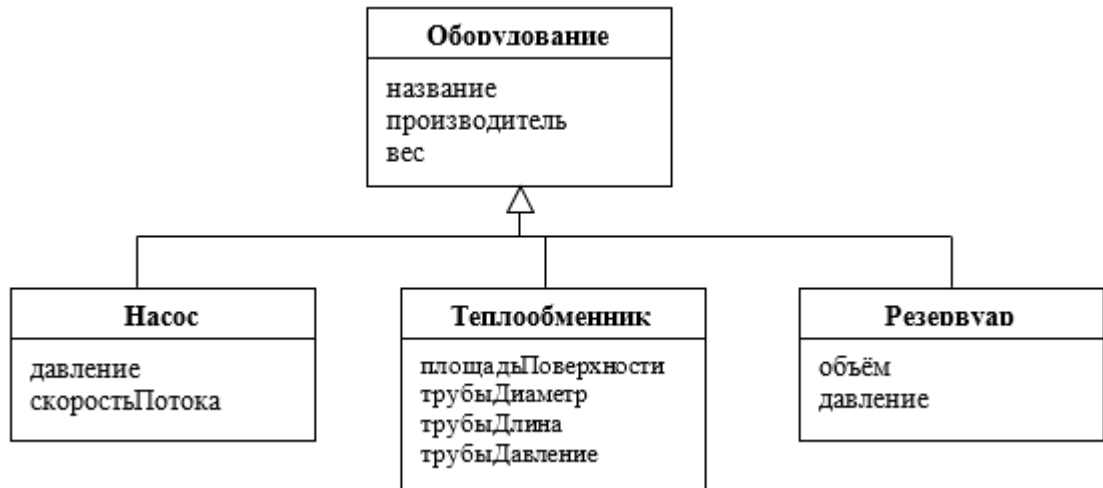 Оборудование
название
производитель
вес
Насос
давление
скоростьПотока
Теплообменник
площадьПоверхности
трубыДиаметр
трубыДлина
трубыДавление
Резервуар
объём
давление